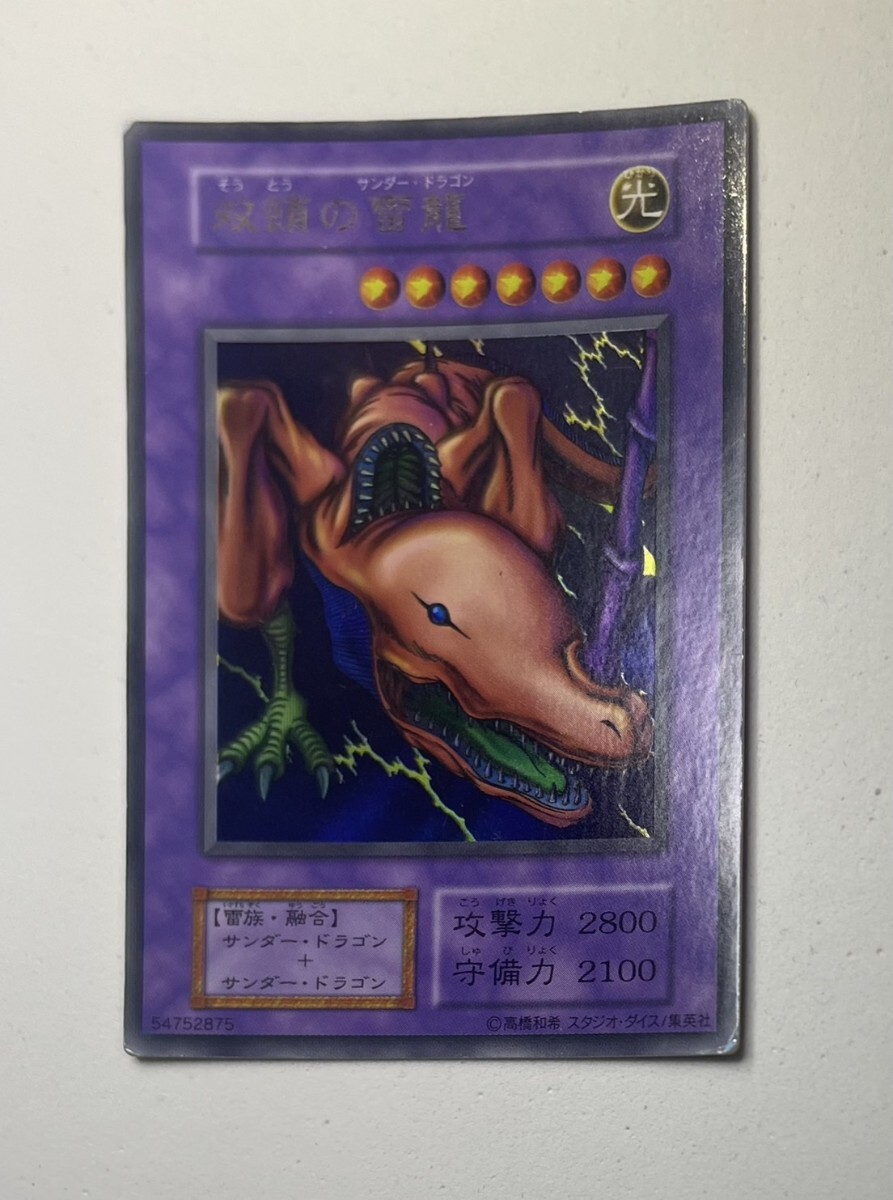 そう とう サンダー・ドラゴン
双頭の雷龍
光
【雷族・融合】
サンダー・ドラゴン
+
サンダー・ドラゴン
こう げき りょく
攻撃力 2800
しゅ び りょく
守備力 2100
54752875
©高橋和希 スタジオ・ダイス/集英社